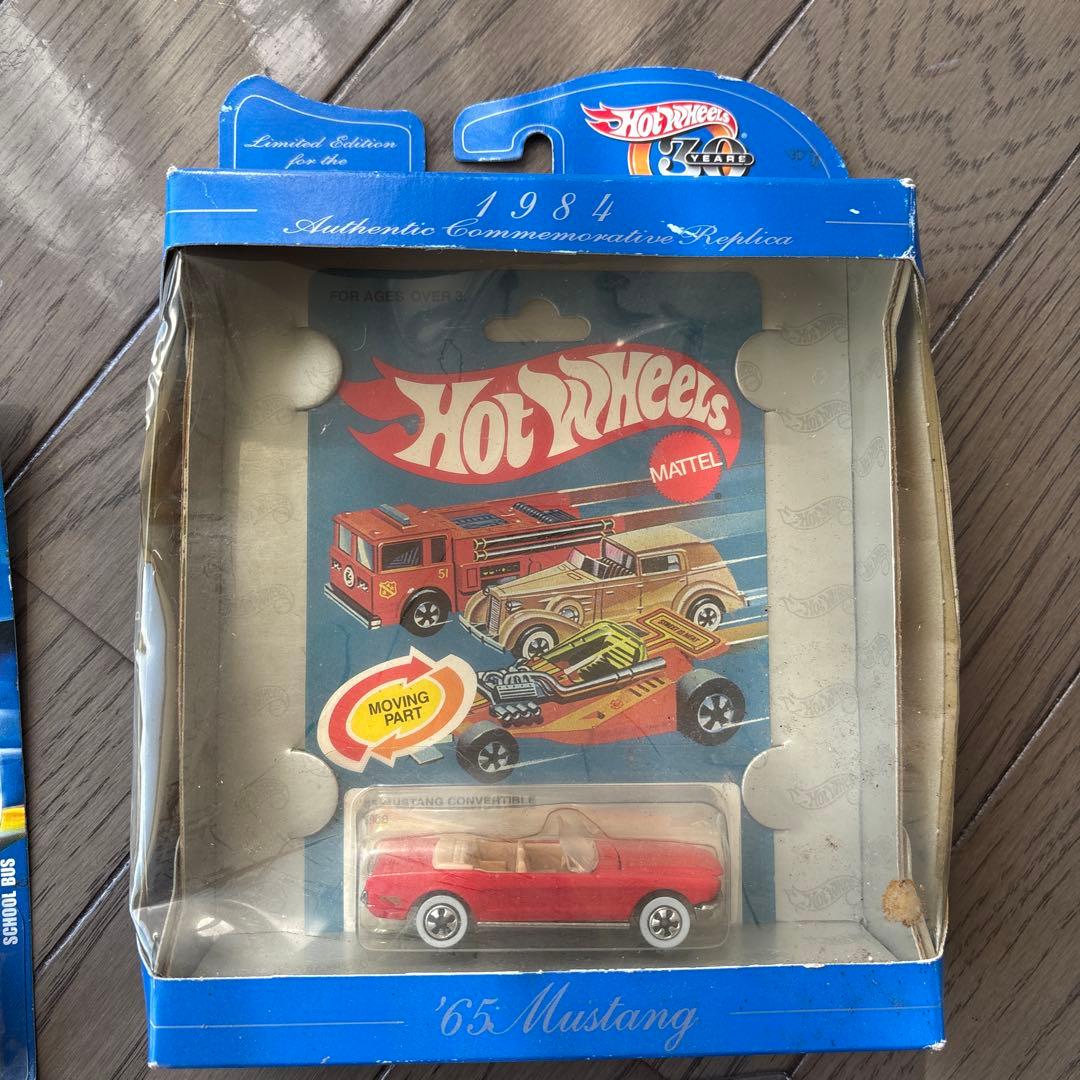 Limited Edition
for the
HOT WHEELS
30
YEARS
1984
Authentic Commemorative Replica
FOR AGES OVER 3.
HOT WHEELS®
MATTEL
51
MOVING
PART
MUSTANG CONVERTIBLE
'65 Mustang
SCHOOL BUS